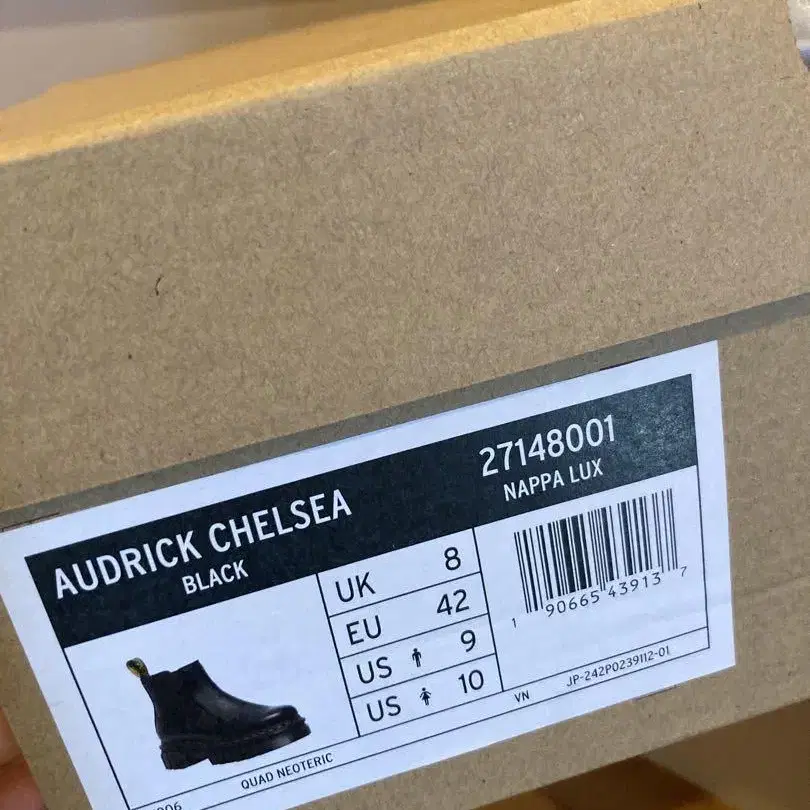 AUDRICK CHELSEA
BLACK
27148001
NAPPA LUX
UK 8
EU 42
US 9
US 10
1 90665 43913 7
VN JP-242P0239112-01
QUAD NEOTERIC